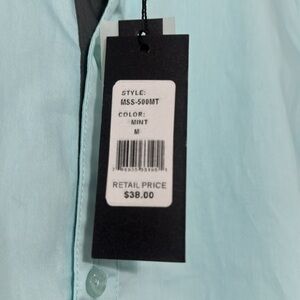 STYLE:
MSS-500MT
COLOR:
MINT
M
RETAIL PRICE
$38.00